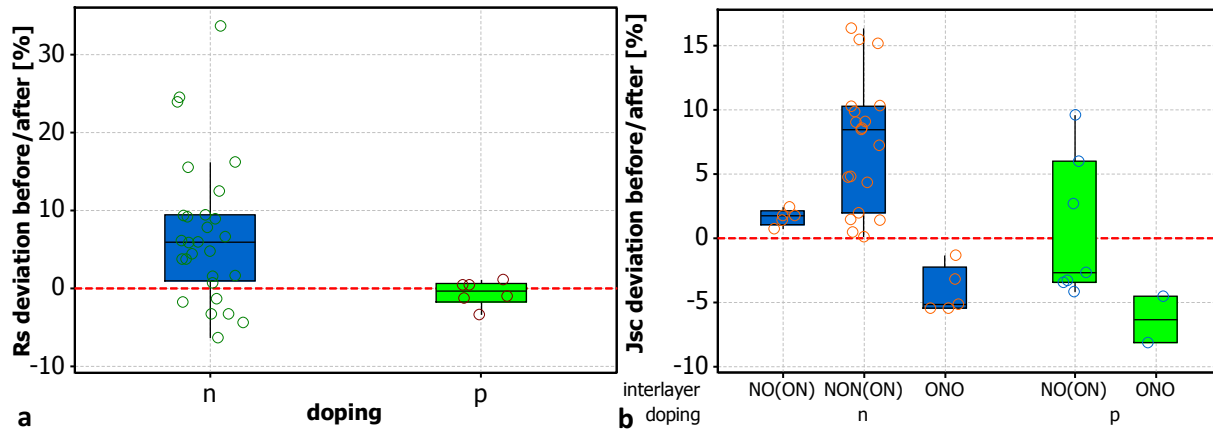 Rs deviation before/after [%]
30
20
10
0
-10
n p
doping
a
Jsc deviation before/after [%]
15
10
5
0
-5
-10
interlayer NO(ON) NON(ON) ONO NO(ON) ONO
doping n p
b